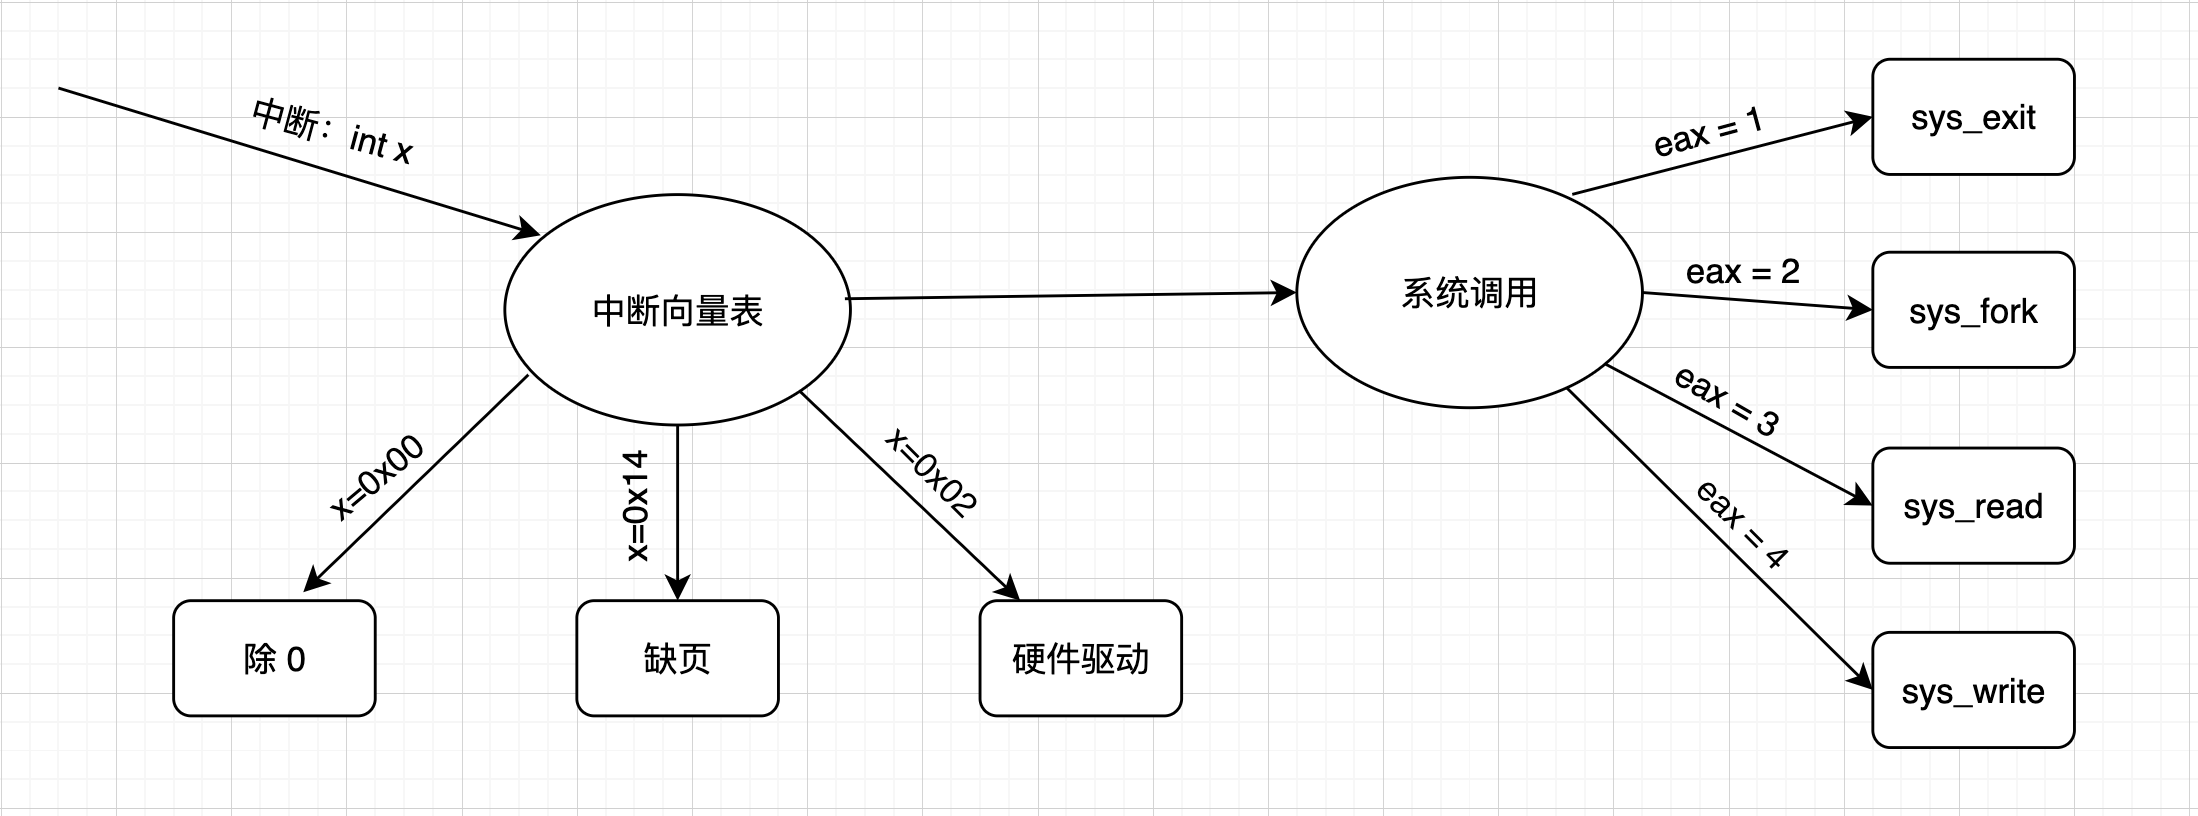 中断：int x
中断向量表
系统调用
eax = 1
sys_exit
eax = 2
sys_fork
eax = 3
sys_read
eax = 4
sys_write
x=0x00
x=0x14
x=0x02
除 0
缺页
硬件驱动